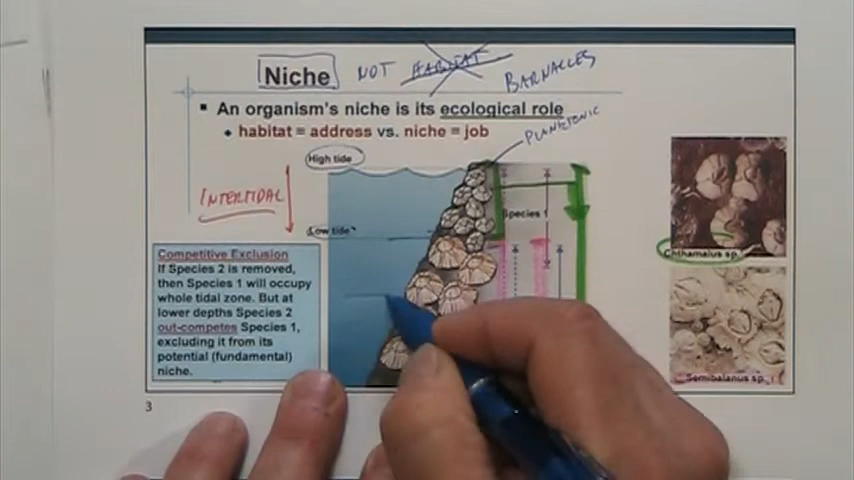 Niche NOT HABITAT
BARNACLES
An organism's niche is its ecological role
habitat = address vs. niche = job
PLANKTONIC
High tide
INTERTIDAL
Species 1
Low tide
Chthamalus sp.
Competitive Exclusion
If Species 2 is removed,
then Species 1 will occupy
whole tidal zone. But at
lower depths Species 2
out-competes Species 1,
excluding it from its
potential (fundamental)
niche.
Semibalanus sp.
3